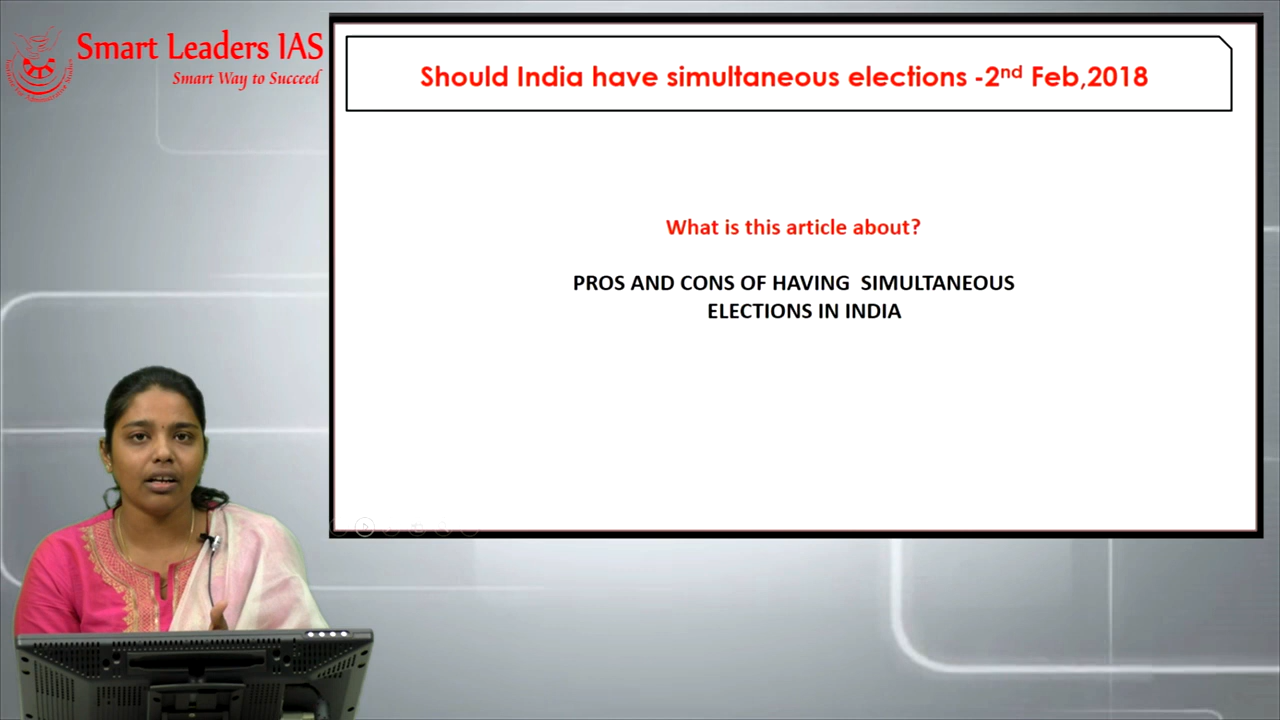 Smart Leaders IAS
Smart Way to Succeed
Should India have simultaneous elections -2nd Feb,2018
What is this article about?
PROS AND CONS OF HAVING SIMULTANEOUS
ELECTIONS IN INDIA